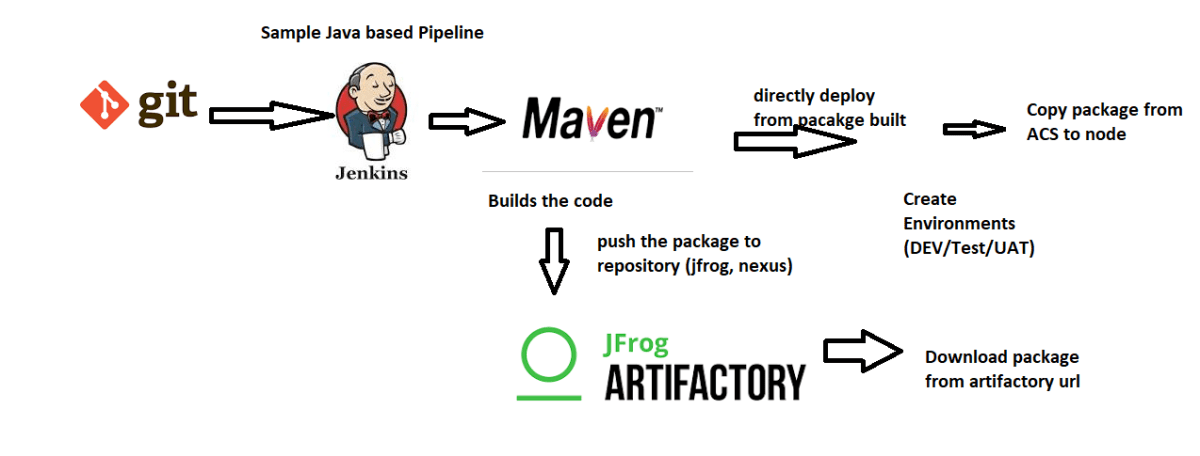 Sample Java based Pipeline
git
Jenkins
Maven™
directly deploy
from pacakge built
Copy package from
ACS to node
Builds the code
Create
Environments
(DEV/Test/UAT)
push the package to
repository (jfrog, nexus)
JFrog
ARTIFACTORY
Download package
from artifactory url